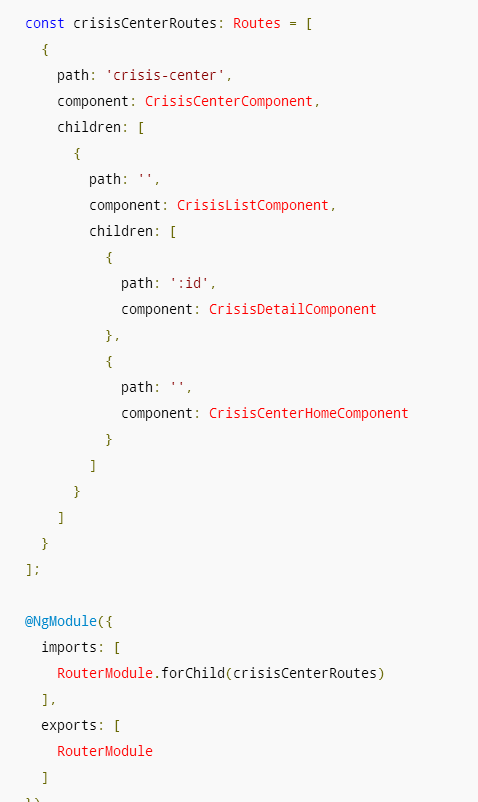 const crisisCenterRoutes: Routes = [
  {
    path: 'crisis-center',
    component: CrisisCenterComponent,
    children: [
      {
        path: '',
        component: CrisisListComponent,
        children: [
          {
            path: ':id',
            component: CrisisDetailComponent
          },
          {
            path: '',
            component: CrisisCenterHomeComponent
          }
        ]
      }
    ]
  }
];

@NgModule({
  imports: [
    RouterModule.forChild(crisisCenterRoutes)
  ],
  exports: [
    RouterModule
  ]
})